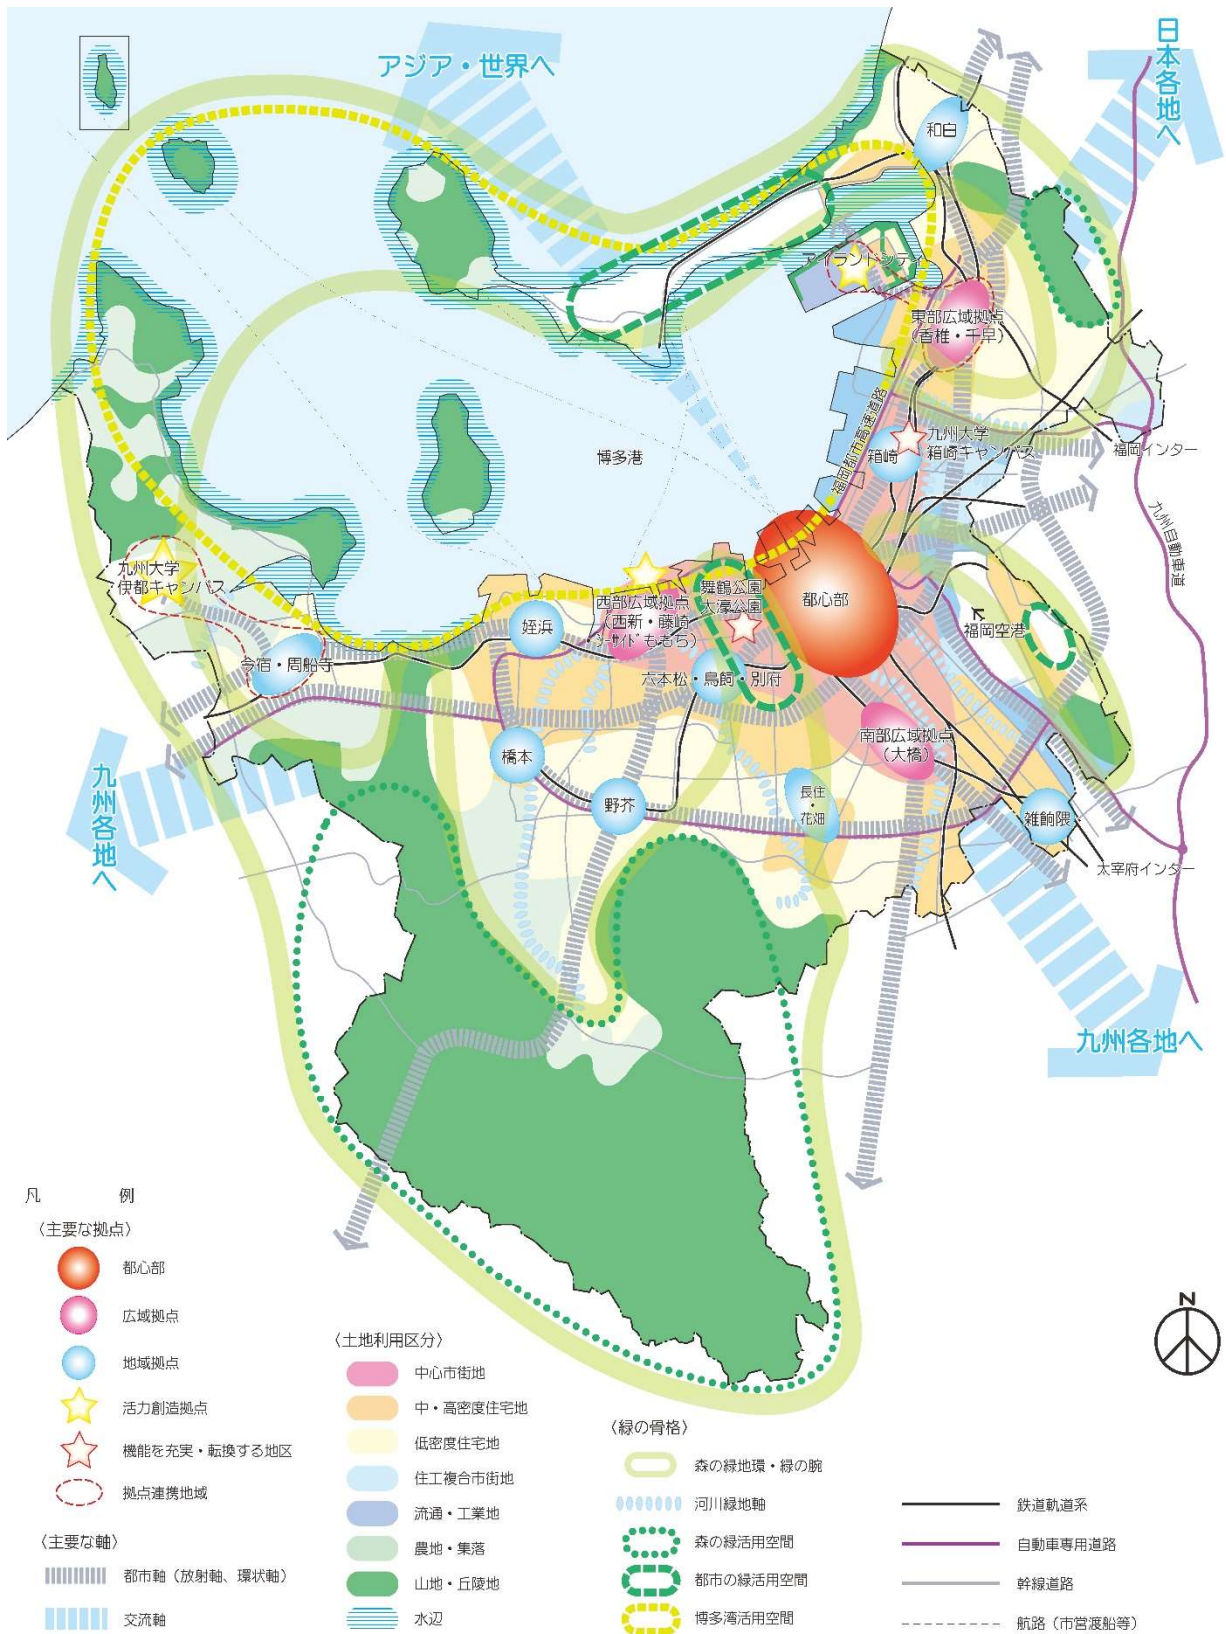 アジア・世界へ
日本各地へ
和白
アイランドシティ
東部広域拠点
(香椎・千早)
福岡都市高速道路
九州大学
箱崎キャンパス
箱崎
福岡インター
九州自動車道
博多港
九州大学
伊都キャンパス
今宿・周船寺
姪浜
西部広域拠点
(西新・藤崎
シーサイドももち)
舞鶴公園
大濠公園
都心部
福岡空港
六本松・鳥飼・別府
南部広域拠点
(大橋)
橋本
野芥
長住
・
花畑
雑餉隈
太宰府インター
九州各地へ
九州各地へ
凡 例
〈主要な拠点〉
都心部
広域拠点
地域拠点
活力創造拠点
機能を充実・転換する地区
拠点連携地域
〈主要な軸〉
都市軸(放射軸、環状軸)
交流軸
〈土地利用区分〉
中心市街地
中・高密度住宅地
低密度住宅地
住工複合市街地
流通・工業地
農地・集落
山地・丘陵地
水辺
〈緑の骨格〉
森の緑地環・緑の腕
河川緑地軸
森の緑活用空間
都市の緑活用空間
博多湾活用空間
鉄道軌道系
自動車専用道路
幹線道路
航路(市営渡船等)
N